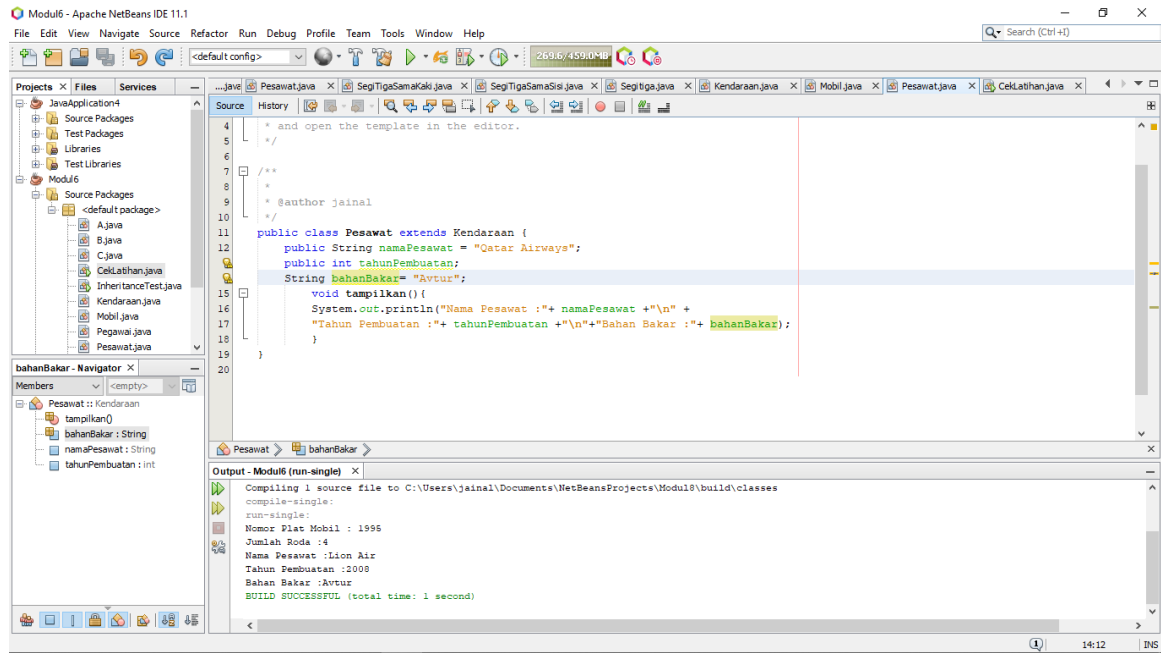 Modul6 - Apache NetBeans IDE 11.1
File Edit View Navigate Source Refactor Run Debug Profile Team Tools Window Help
Search (Ctrl+I)
<default config>
269.6/459.0MB
Projects Files Services
JavaApplication4
Source Packages
Test Packages
Libraries
Test Libraries
Modul6
Source Packages
<default package>
A.java
B.java
C.java
CekLatihan.java
InheritanceTest.java
Kendaraan.java
Mobil.java
Pegawai.java
Pesawat.java
bahanBakar - Navigator
Members <empty>
Pesawat :: Kendaraan
tampilkan()
bahanBakar : String
namaPesawat : String
tahunPembuatan : int
....java Pesawat.java SegiTigaSamaKaki.java SegiTigaSamaSisi.java Segitiga.java Kendaraan.java Mobil.java Pesawat.java CekLatihan.java
Source History
4 * and open the template in the editor.
5 */
6
7 /**
8 *
9 * @author jainal
10 */
11 public class Pesawat extends Kendaraan {
12 public String namaPesawat = "Qatar Airways";
public int tahunPembuatan;
String bahanBakar= "Avtur";
15 void tampilkan(){
16 System.out.println("Nama Pesawat :"+ namaPesawat +"\n" +
17 "Tahun Pembuatan :"+ tahunPembuatan +"\n"+"Bahan Bakar :"+ bahanBakar);
18 }
19 }
20
Pesawat bahanBakar
Output - Modul6 (run-single)
Compiling 1 source file to C:\Users\jainal\Documents\NetBeansProjects\Modul8\build\classes
compile-single:
run-single:
Nomor Plat Mobil : 1995
Jumlah Roda :4
Nama Pesawat :Lion Air
Tahun Pembuatan :2008
Bahan Bakar :Avtur
BUILD SUCCESSFUL (total time: 1 second)
1 14:12 INS